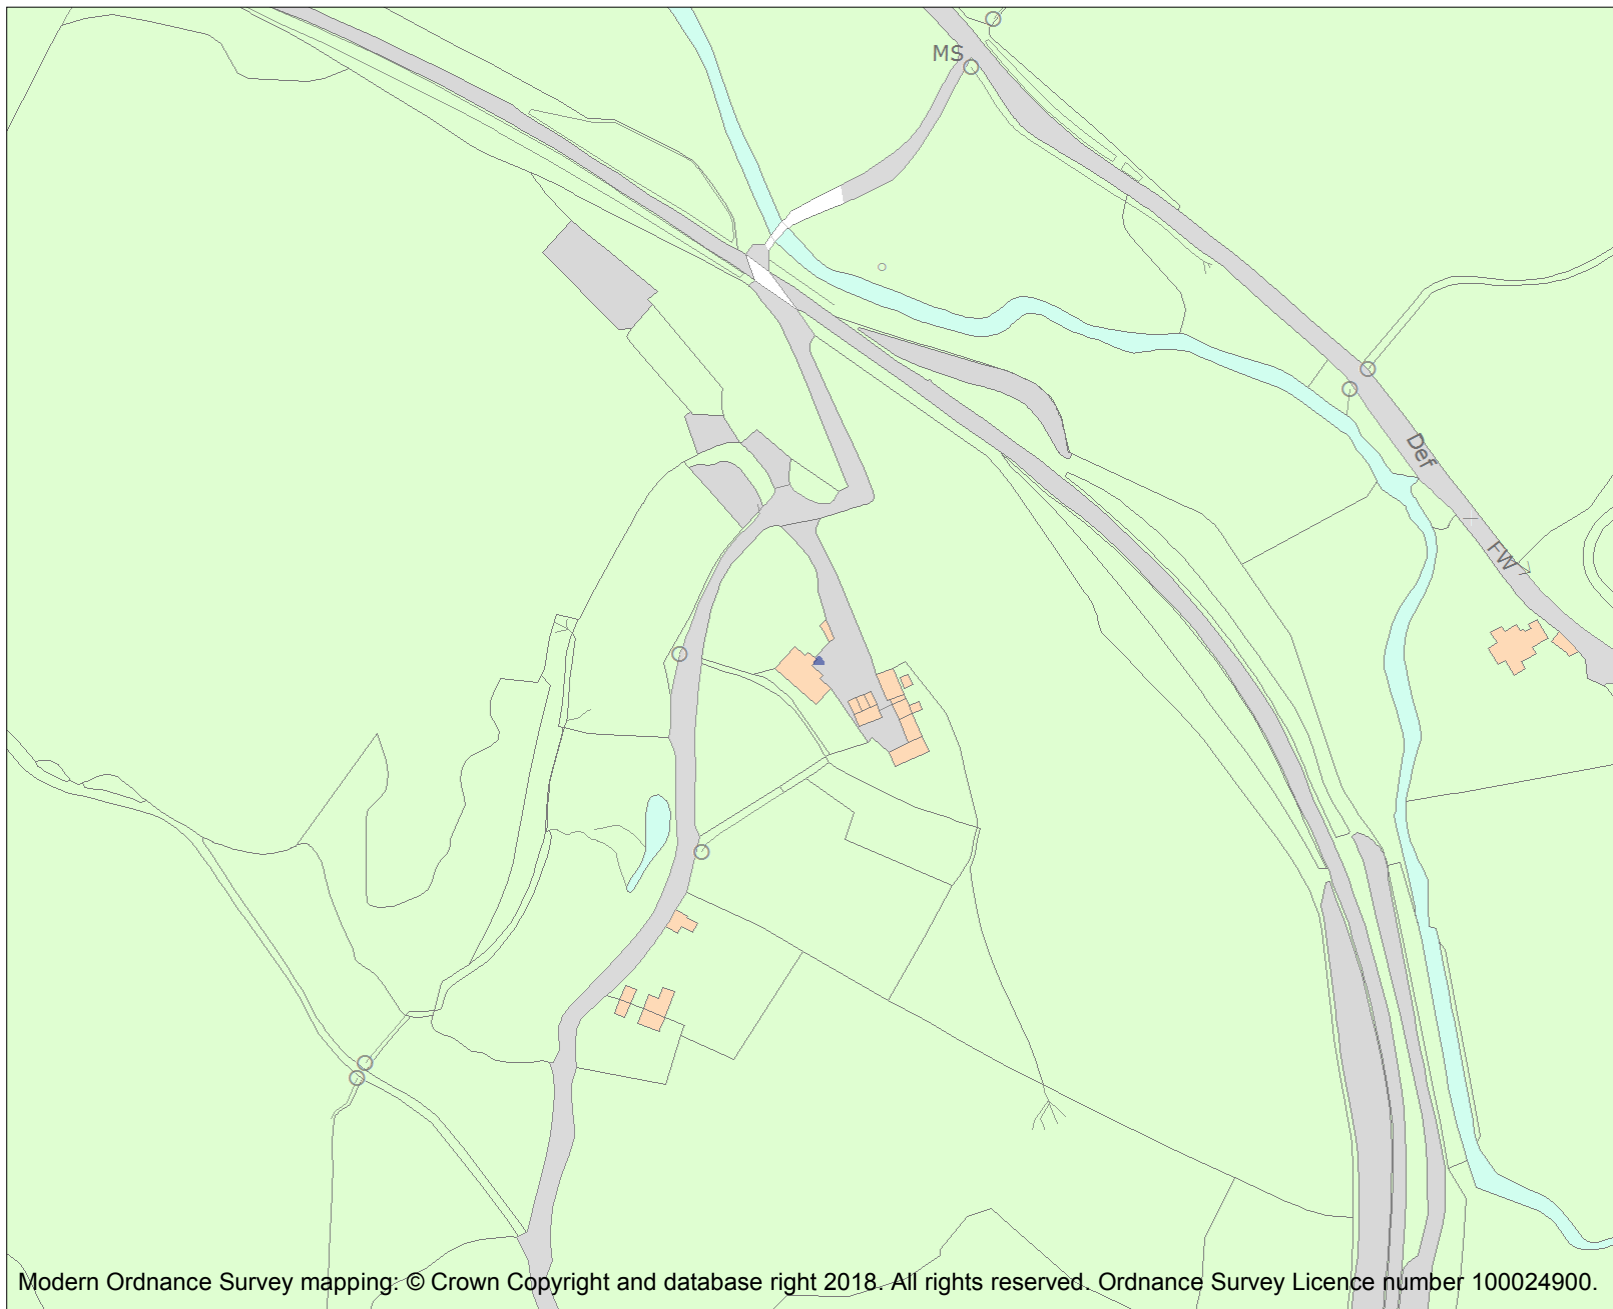 MS
Def
FW
Modern Ordnance Survey mapping: © Crown Copyright and database right 2018. All rights reserved. Ordnance Survey Licence number 100024900.